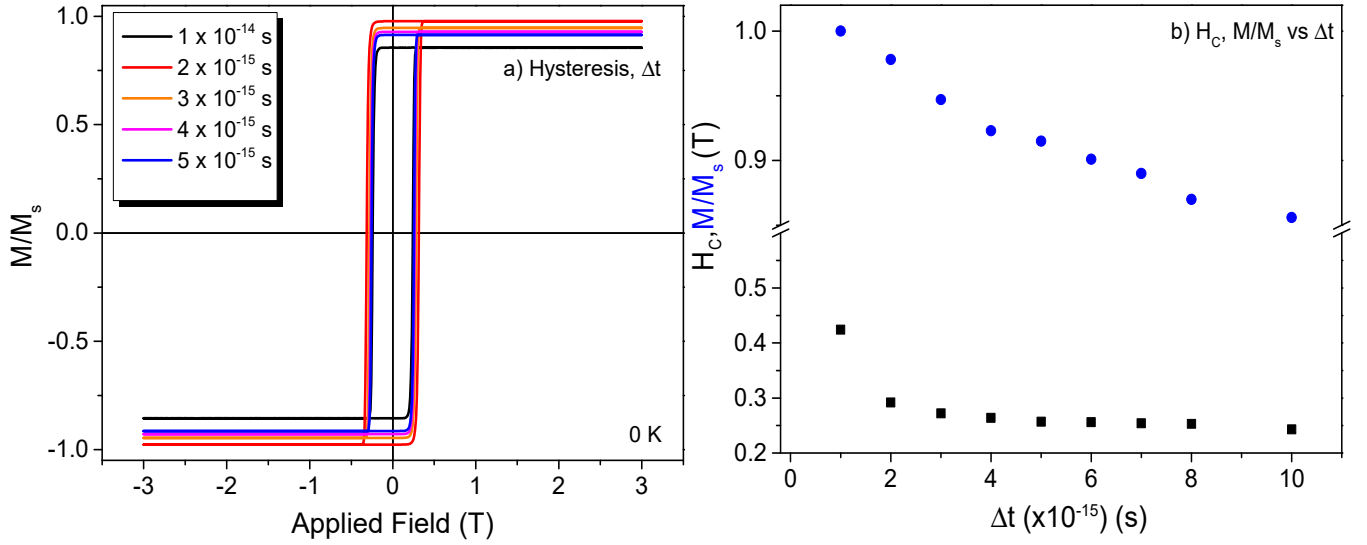 1.0
0.5
0.0
-0.5
-1.0
M/Mₛ
1 x 10⁻¹⁴ s
2 x 10⁻¹⁵ s
3 x 10⁻¹⁵ s
4 x 10⁻¹⁵ s
5 x 10⁻¹⁵ s
a) Hysteresis, Δt
0 K
-3 -2 -1 0 1 2 3
Applied Field (T)
b) H_C, M/Mₛ vs Δt
1.0
0.9
0.5
0.4
0.3
0.2
H_C, M/Mₛ (T)
0 2 4 6 8 10
Δt (x10⁻¹⁵) (s)